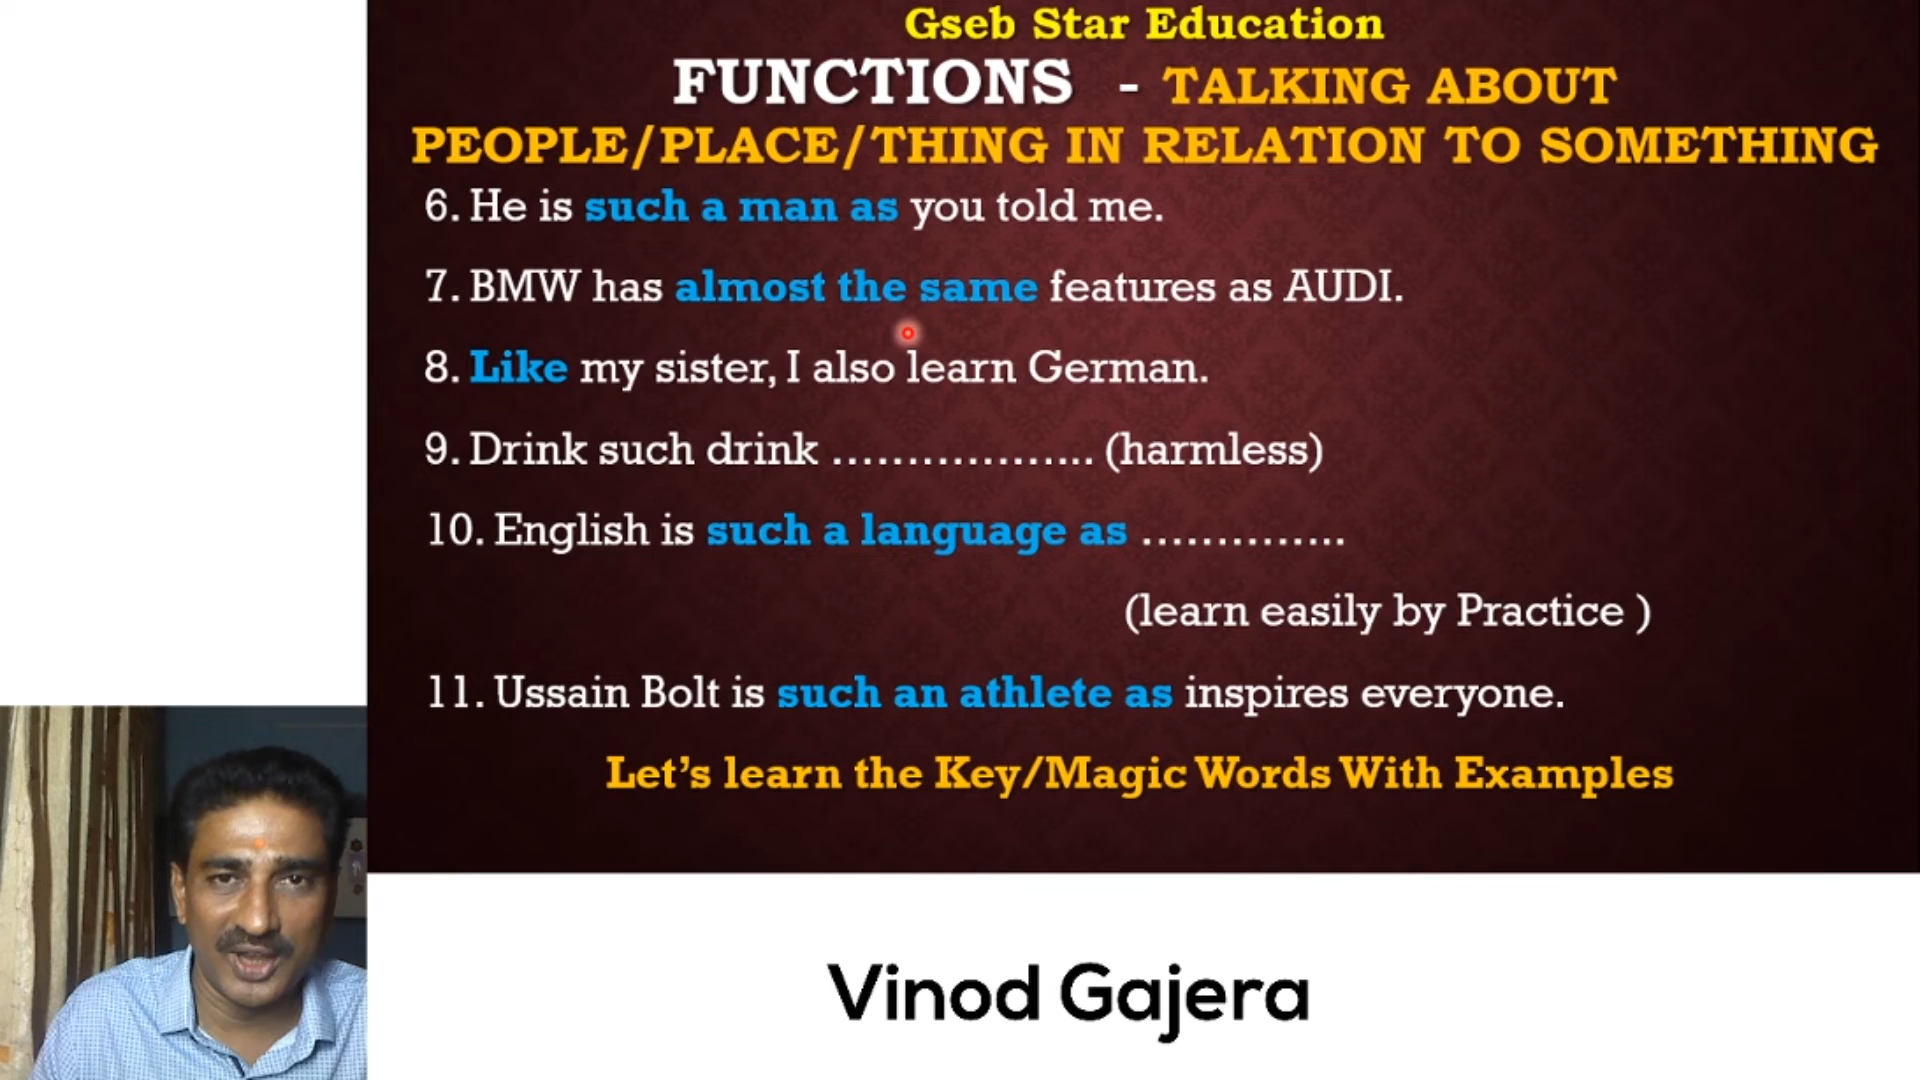 Gseb Star Education
FUNCTIONS - TALKING ABOUT
PEOPLE/PLACE/THING IN RELATION TO SOMETHING
6. He is such a man as you told me.
7. BMW has almost the same features as AUDI.
8. Like my sister, I also learn German.
9. Drink such drink ……………….. (harmless)
10. English is such a language as …………..
(learn easily by Practice )
11. Ussain Bolt is such an athlete as inspires everyone.
Let’s learn the Key/Magic Words With Examples
Vinod Gajera